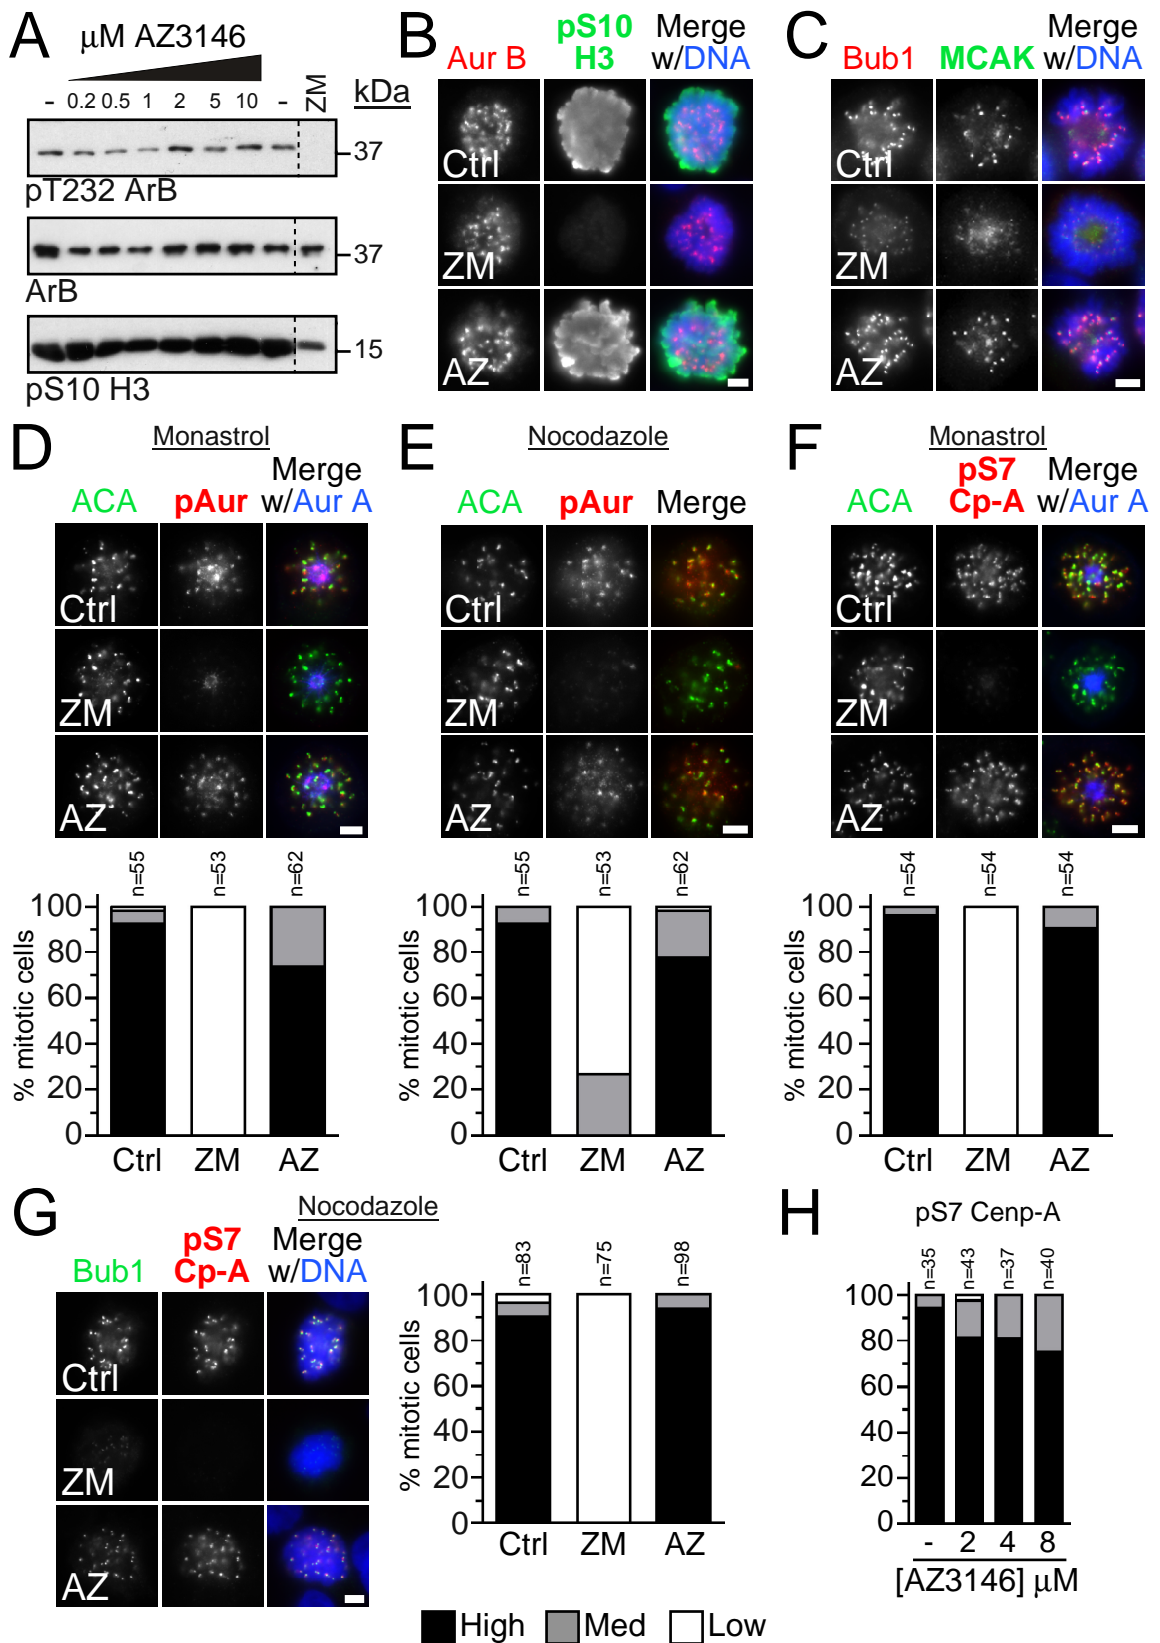 A
μM AZ3146
- 0.2 0.5 1 2 5 10 - ZM kDa
37
pT232 ArB
37
ArB
15
pS10 H3
B
Aur B pS10 H3 Merge w/DNA
Ctrl
ZM
AZ
C
Bub1 MCAK Merge w/DNA
Ctrl
ZM
AZ
D
Monastrol
ACA pAur Merge w/Aur A
Ctrl
ZM
AZ
n=55 n=53 n=62
% mitotic cells
100
80
60
40
20
0
Ctrl ZM AZ
E
Nocodazole
ACA pAur Merge
Ctrl
ZM
AZ
n=55 n=53 n=62
% mitotic cells
100
80
60
40
20
0
Ctrl ZM AZ
F
Monastrol
ACA pS7 Cp-A Merge w/Aur A
Ctrl
ZM
AZ
n=54 n=54 n=54
% mitotic cells
100
80
60
40
20
0
Ctrl ZM AZ
G
Nocodazole
Bub1 pS7 Cp-A Merge w/DNA
Ctrl
ZM
AZ
n=83 n=75 n=98
% mitotic cells
100
80
60
40
20
0
Ctrl ZM AZ
H
pS7 Cenp-A
n=35 n=43 n=37 n=40
100
80
60
40
20
0
- 2 4 8
[AZ3146] μM
High Med Low